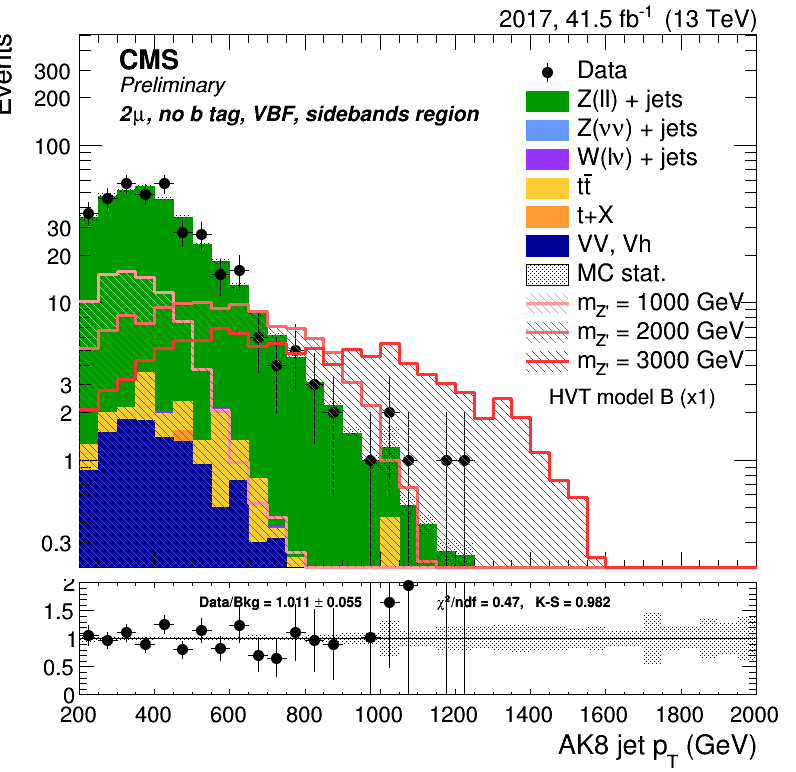 2017, 41.5 fb⁻¹ (13 TeV)
Events
CMS
Preliminary
2μ, no b tag, VBF, sidebands region
Data
Z(ll) + jets
Z(νν) + jets
W(lν) + jets
tt̄
t+X
VV, Vh
MC stat.
m_Z' = 1000 GeV
m_Z' = 2000 GeV
m_Z' = 3000 GeV
HVT model B (x1)
300
200
100
30
20
10
3
2
1
0.3
Data/Bkg = 1.011 ± 0.055
χ²/ndf = 0.47, K-S = 0.982
2
1.5
1
0.5
0
200 400 600 800 1000 1200 1400 1600 1800 2000
AK8 jet p_T (GeV)